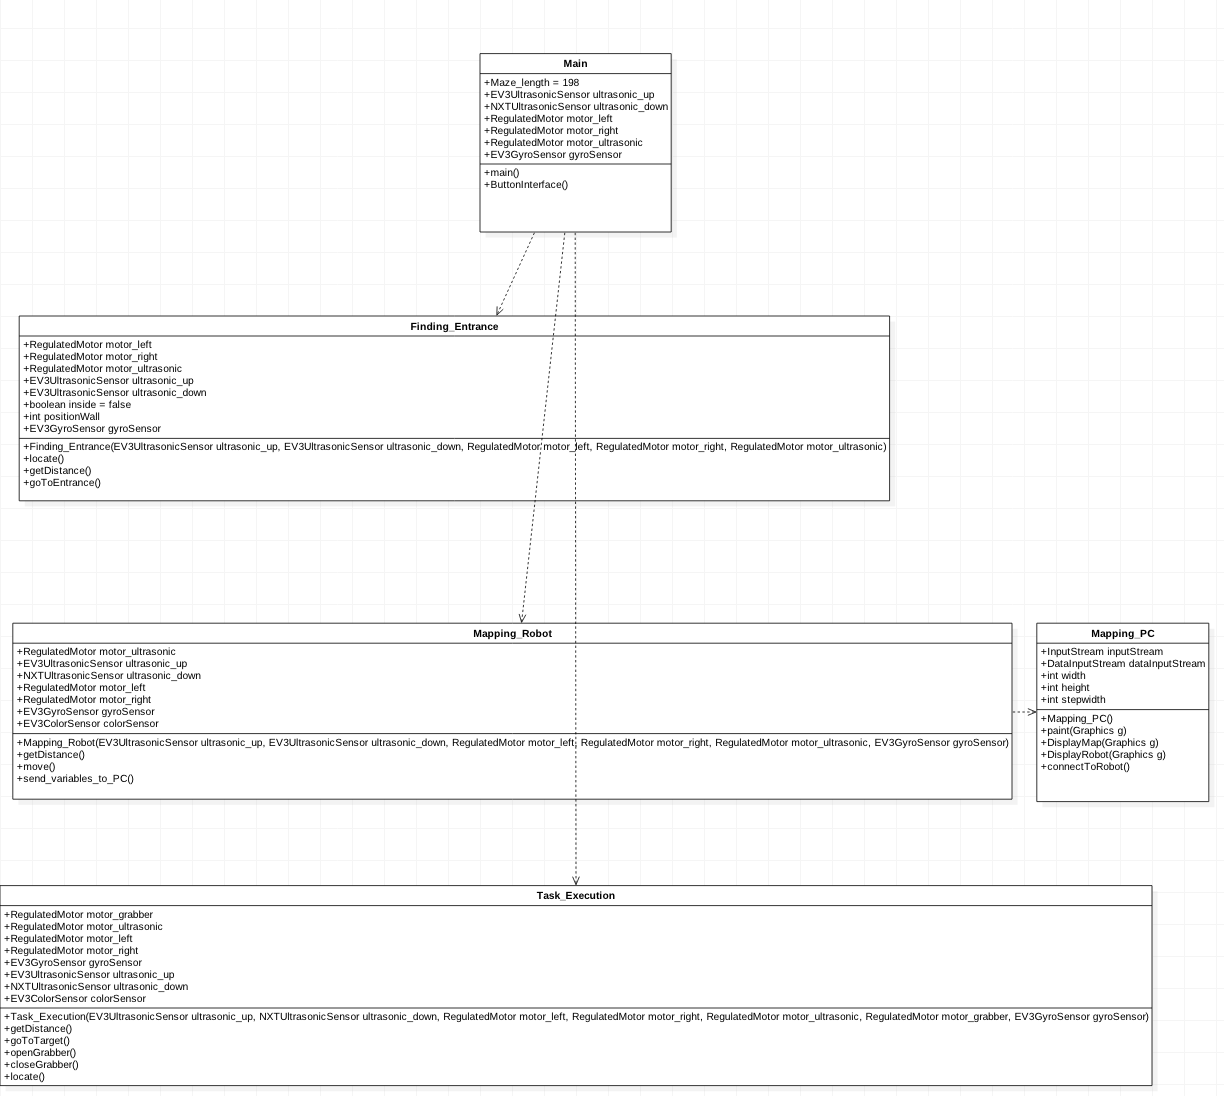 Main
+Maze_length = 198
+EV3UltrasonicSensor ultrasonic_up
+NXTUltrasonicSensor ultrasonic_down
+RegulatedMotor motor_left
+RegulatedMotor motor_right
+RegulatedMotor motor_ultrasonic
+EV3GyroSensor gyroSensor
+main()
+ButtonInterface()
Finding_Entrance
+RegulatedMotor motor_left
+RegulatedMotor motor_right
+RegulatedMotor motor_ultrasonic
+EV3UltrasonicSensor ultrasonic_up
+EV3UltrasonicSensor ultrasonic_down
+boolean inside = false
+int positionWall
+EV3GyroSensor gyroSensor
+Finding_Entrance(EV3UltrasonicSensor ultrasonic_up, EV3UltrasonicSensor ultrasonic_down, RegulatedMotor motor_left, RegulatedMotor motor_right, RegulatedMotor motor_ultrasonic)
+locate()
+getDistance()
+goToEntrance()
Mapping_Robot
+RegulatedMotor motor_ultrasonic
+EV3UltrasonicSensor ultrasonic_up
+NXTUltrasonicSensor ultrasonic_down
+RegulatedMotor motor_left
+RegulatedMotor motor_right
+EV3GyroSensor gyroSensor
+EV3ColorSensor colorSensor
+Mapping_Robot(EV3UltrasonicSensor ultrasonic_up, EV3UltrasonicSensor ultrasonic_down, RegulatedMotor motor_left, RegulatedMotor motor_right, RegulatedMotor motor_ultrasonic, EV3GyroSensor gyroSensor)
+getDistance()
+move()
+send_variables_to_PC()
Mapping_PC
+InputStream inputStream
+DataInputStream dataInputStream
+int width
+int height
+int stepwidth
+Mapping_PC()
+paint(Graphics g)
+DisplayMap(Graphics g)
+DisplayRobot(Graphics g)
+connectToRobot()
Task_Execution
+RegulatedMotor motor_grabber
+RegulatedMotor motor_ultrasonic
+RegulatedMotor motor_left
+RegulatedMotor motor_right
+EV3GyroSensor gyroSensor
+EV3UltrasonicSensor ultrasonic_up
+NXTUltrasonicSensor ultrasonic_down
+EV3ColorSensor colorSensor
+Task_Execution(EV3UltrasonicSensor ultrasonic_up, NXTUltrasonicSensor ultrasonic_down, RegulatedMotor motor_left, RegulatedMotor motor_right, RegulatedMotor motor_ultrasonic, RegulatedMotor motor_grabber, EV3GyroSensor gyroSensor)
+getDistance()
+goToTarget()
+openGrabber()
+closeGrabber()
+locate()